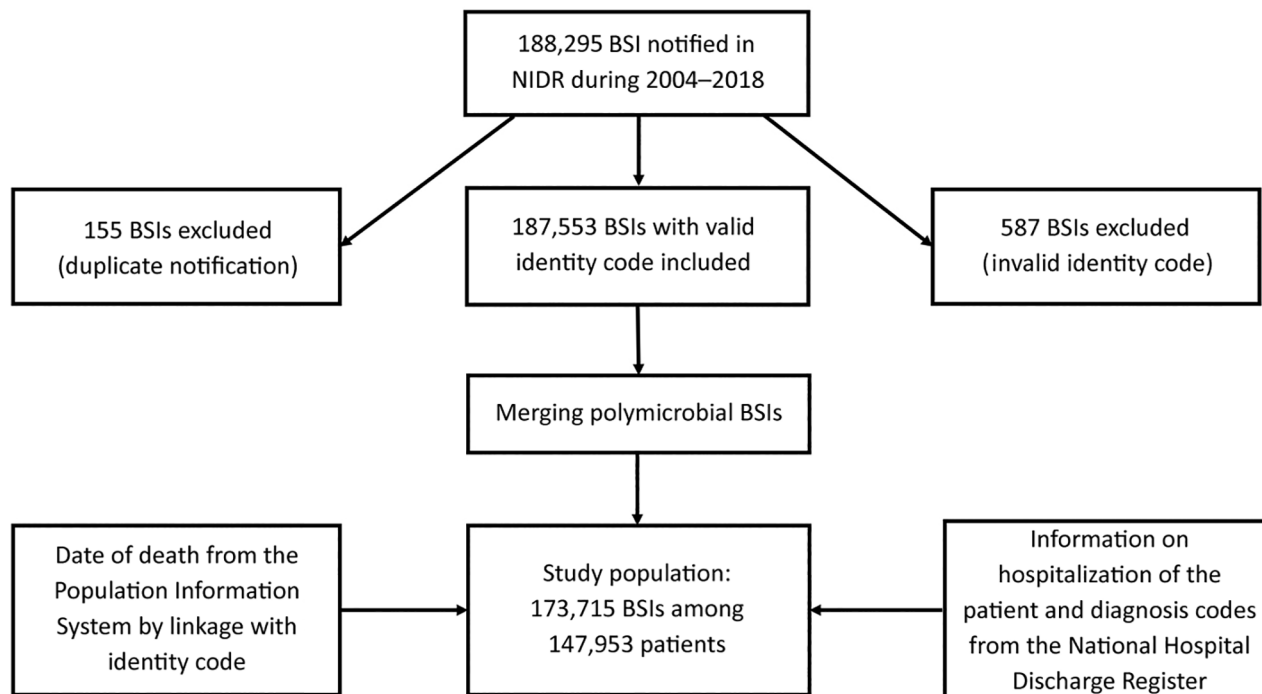 188,295 BSI notified in
NIDR during 2004–2018
155 BSIs excluded
(duplicate notification)
187,553 BSIs with valid
identity code included
587 BSIs excluded
(invalid identity code)
Merging polymicrobial BSIs
Date of death from the
Population Information
System by linkage with
identity code
Study population:
173,715 BSIs among
147,953 patients
Information on
hospitalization of the
patient and diagnosis codes
from the National Hospital
Discharge Register